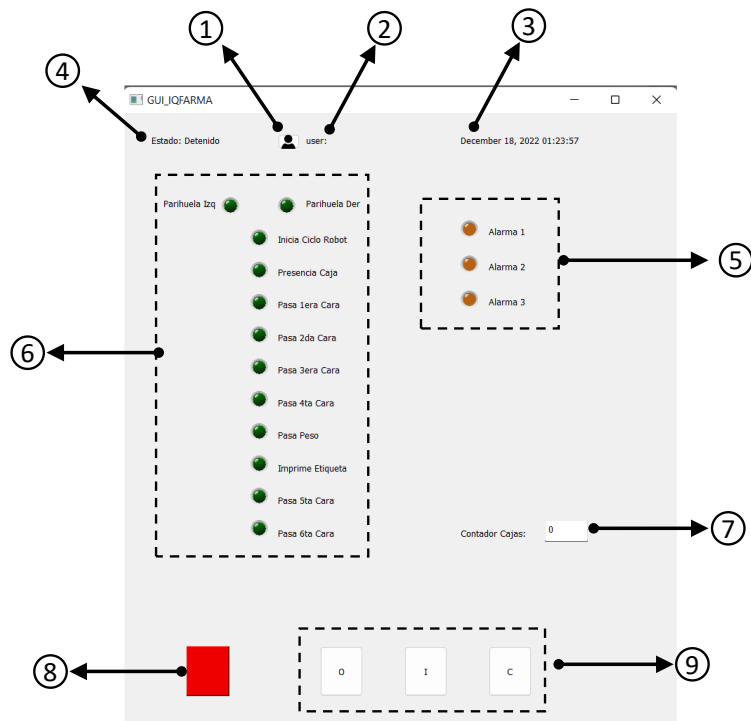 ① ② ③
④
GUI_IQFARMA
Estado: Detenido user: December 18, 2022 01:23:57
Parihuela Izq Parihuela Der
Inicia Ciclo Robot
Presencia Caja
Pasa 1era Cara
Pasa 2da Cara
Pasa 3era Cara
Pasa 4ta Cara
Pasa Peso
Imprime Etiqueta
Pasa 5ta Cara
Pasa 6ta Cara
Alarma 1
Alarma 2
Alarma 3
⑤
⑥
Contador Cajas: 0
⑦
⑧
O I C
⑨